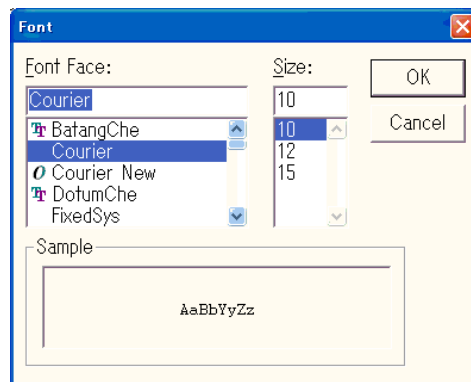 Font
Font Face:
Size:
OK
Courier
10
Cancel
BatangChe
10
Courier
12
Courier New
15
DotumChe
FixedSys
Sample
AaBbYyZz